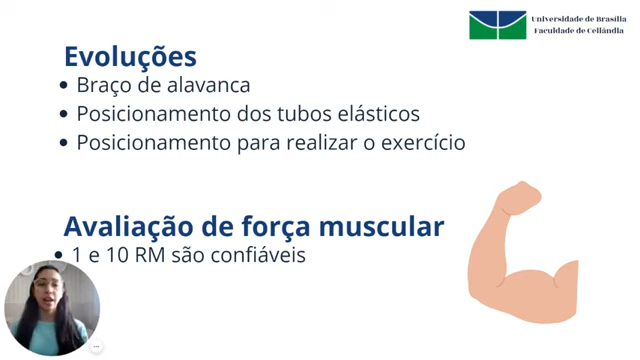 Universidade de Brasília
Faculdade de Ceilândia
Evoluções
Braço de alavanca
Posicionamento dos tubos elásticos
Posicionamento para realizar o exercício
Avaliação de força muscular
1 e 10 RM são confiáveis